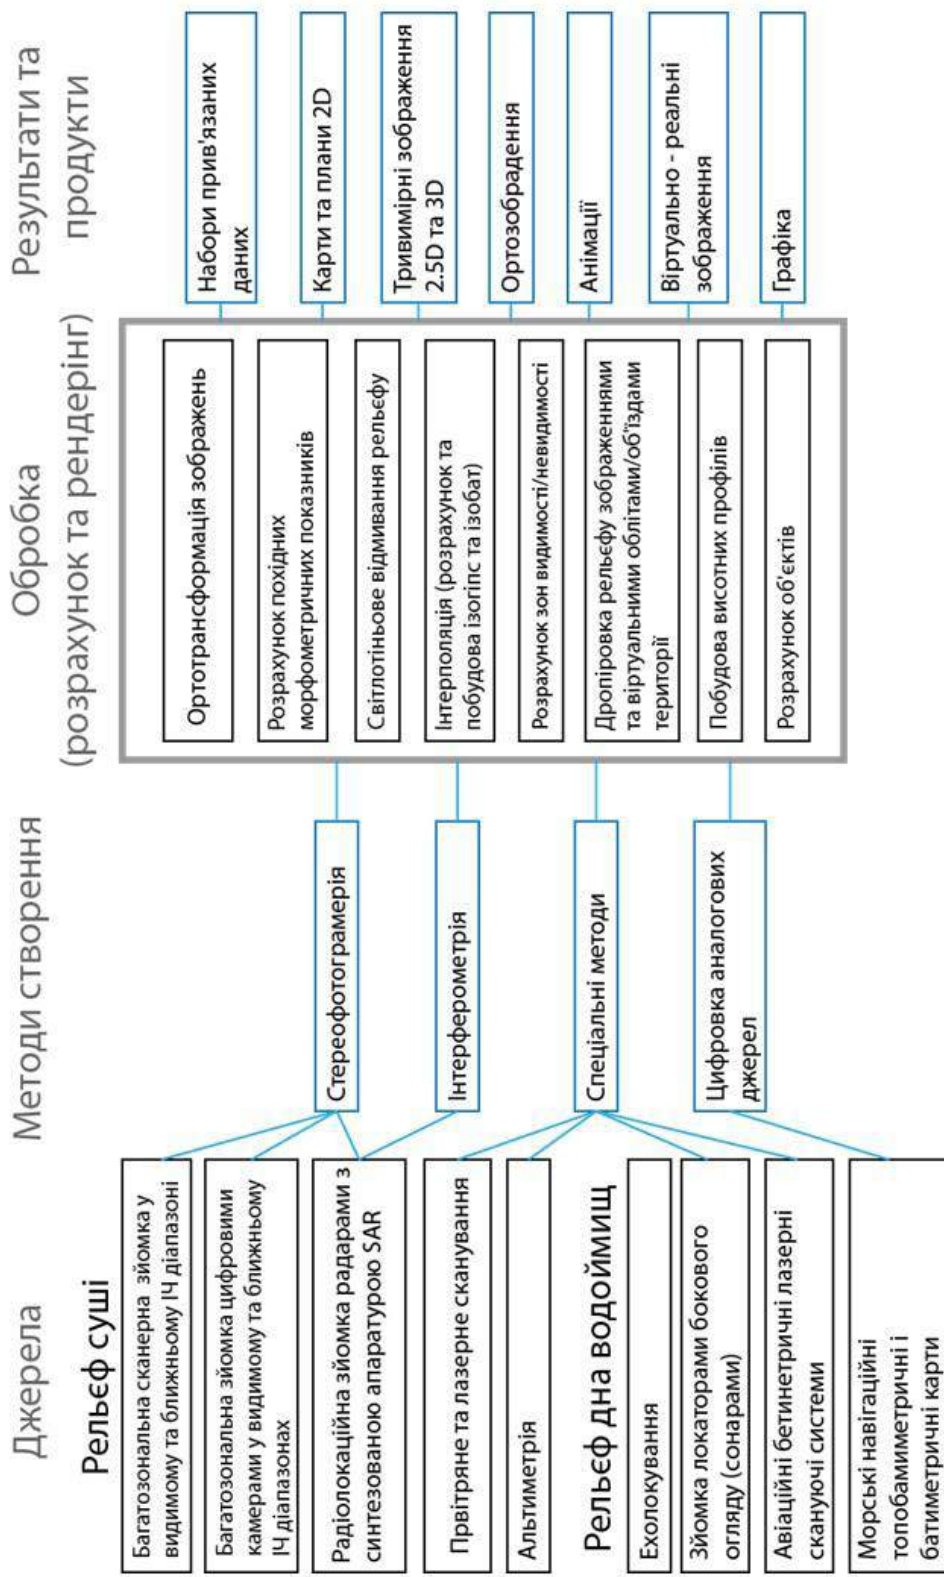 Джерела
Рельєф суші
Багатозональна сканерна зйомка у
видимому та ближньому ІЧ діапазоні
Багатозональна зйомка цифровими
камерами у видимому та ближньому
ІЧ діапазонах
Радіолокаційна зйомка радарами з
синтезованою апаратурою SAR
Првітряне та лазерне сканування
Альтиметрія
Рельєф дна водоймищ
Ехолокування
Зйомка локаторами бокового
огляду (сонарами)
Авіаційні бетинетричні лазерні
скануючі системи
Морські навігаційні
топобамиметричні і
батиметричні карти
Методи створення
Стереофотограмерія
Інтерферометрія
Спеціальні методи
Цифровка аналогових
джерел
Обробка
(розрахунок та рендерінг)
Ортотрансформація зображень
Розрахунок похідних
морфометричних показників
Світлотіньове відмивання рельєфу
Інтерполяція (розрахунок та
побудова ізогіпс та ізобат)
Розрахунок зон видимості/невидимості
Дропіровка рельєфу зображеннями
та віртуальними облітами/об"їздами
території
Побудова висотних профілів
Розрахунок об'єктів
Результати та
продукти
Набори прив'язаних
даних
Карти та плани 2D
Тривимірні зображення
2.5D та 3D
Ортозобрадення
Анімації
Віртуально - реальні
зображення
Графіка